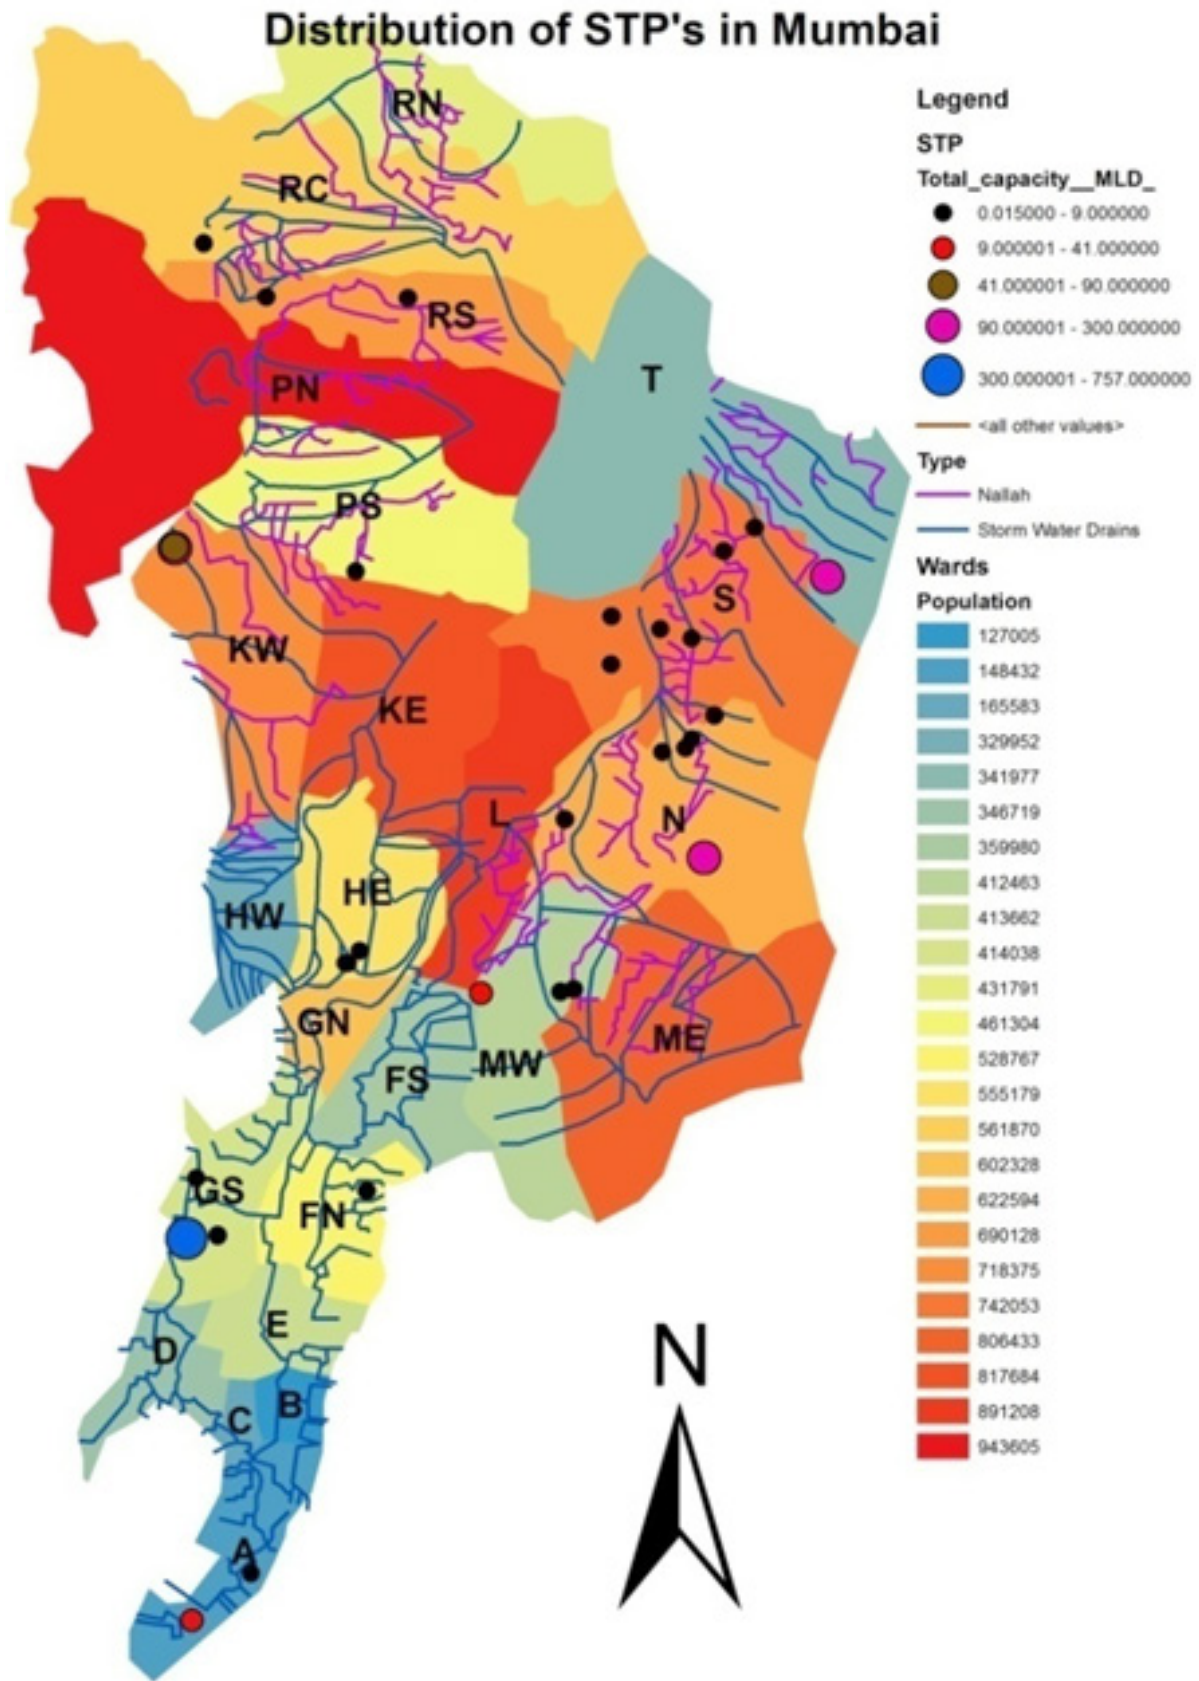 Distribution of STP's in Mumbai
Legend
STP
Total_capacity__MLD_
0.015000 - 9.000000
9.000001 - 41.000000
41.000001 - 90.000000
90.000001 - 300.000000
300.000001 - 757.000000
<all other values>
Type
Nallah
Storm Water Drains
Wards
Population
127005
148432
165583
329952
341977
346719
359980
412463
413662
414038
431791
461304
528767
555179
561870
602328
622594
690128
718375
742053
806433
817684
891208
943605
RN
RC
RS
T
PN
PS
S
KW
KE
L
N
HE
HW
GN
ME
MW
FS
GS
FN
E
D
B
C
A
N